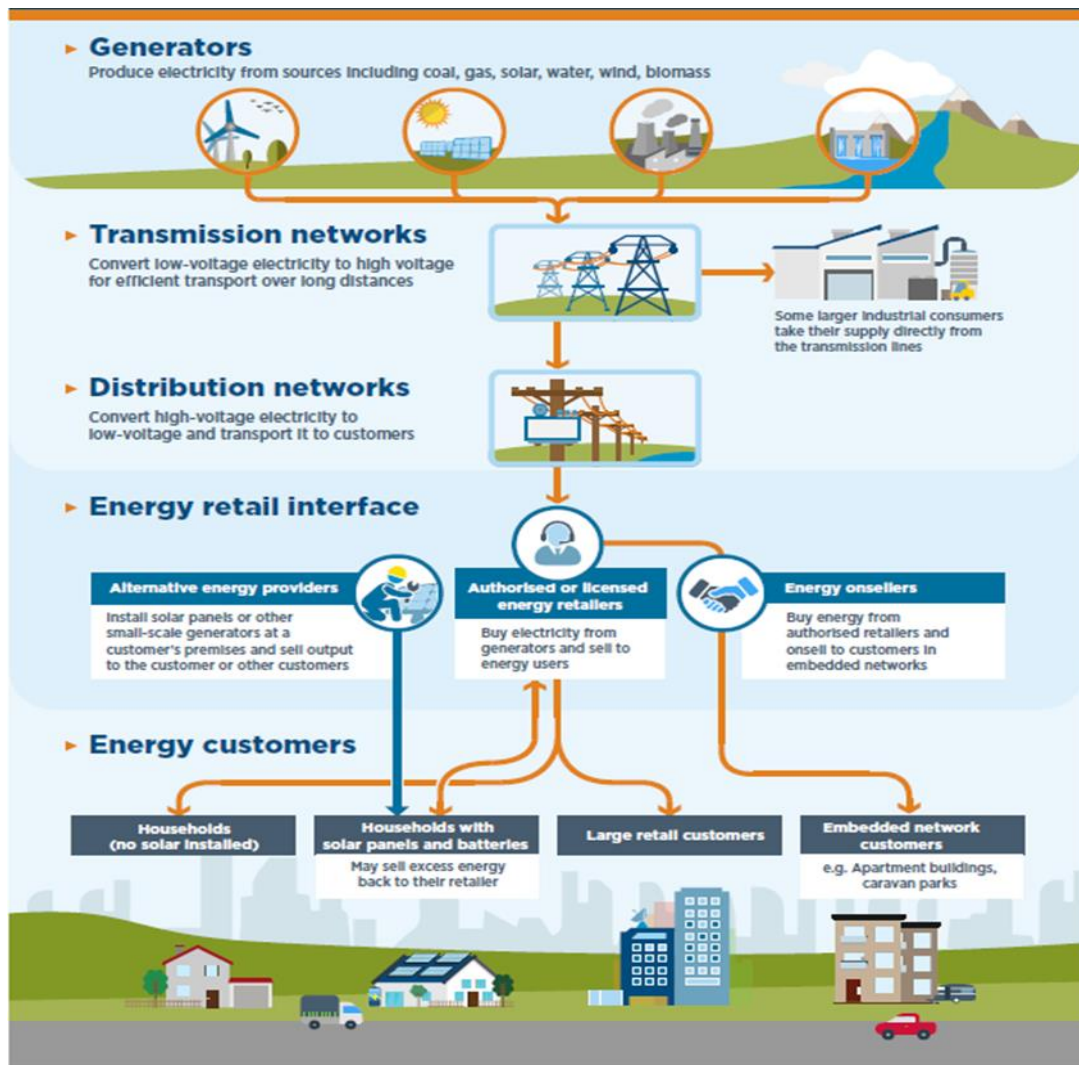 Generators
Produce electricity from sources including coal, gas, solar, water, wind, biomass
Transmission networks
Convert low-voltage electricity to high voltage
for efficient transport over long distances
Some larger industrial consumers
take their supply directly from
the transmission lines
Distribution networks
Convert high-voltage electricity to
low-voltage and transport it to customers
Energy retail interface
Alternative energy providers
Install solar panels or other
small-scale generators at a
customer's premises and sell output
to the customer or other customers
Authorised or licensed
energy retailers
Buy electricity from
generators and sell to
energy users
Energy onsellers
Buy energy from
authorised retailers and
onsell to customers in
embedded networks
Energy customers
Households
(no solar installed)
Households with
solar panels and batteries
May sell excess energy
back to their retailer
Large retail customers
Embedded network
customers
e.g. Apartment buildings,
caravan parks